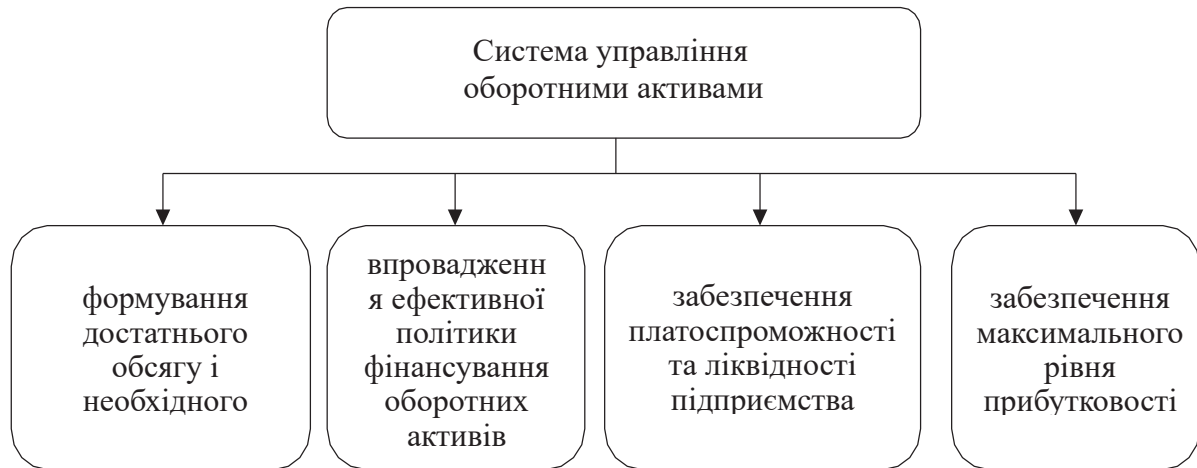 Система управління
оборотними активами
формування
достатнього
обсягу і
необхідного
впровадженн
я ефективної
політики
фінансування
оборотних
активів
забезпечення
платоспроможності
та ліквідності
підприємства
забезпечення
максимального
рівня
прибутковості